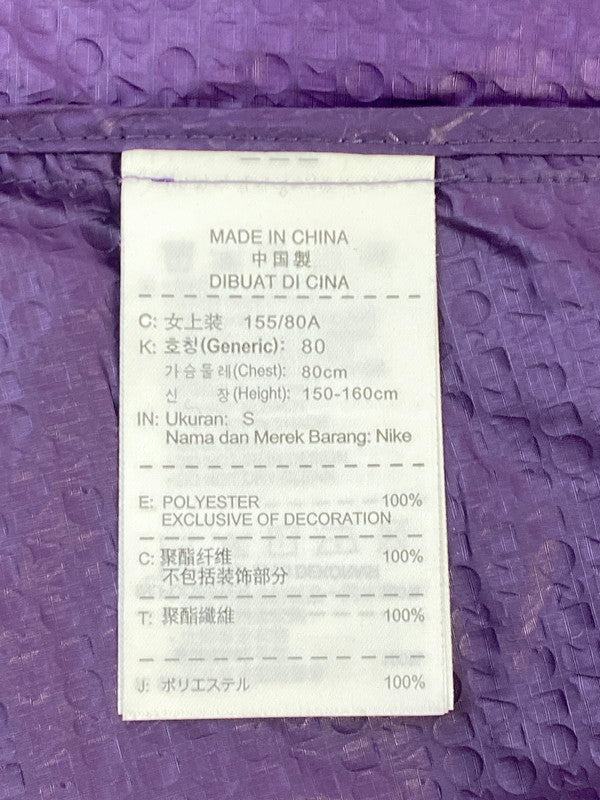 MADE IN CHINA
中国製
DIBUAT DI CINA
C: 女上装 155/80A
K: 호칭(Generic): 80
가슴둘레(Chest): 80cm
신 장(Height): 150-160cm
IN: Ukuran: S
Nama dan Merek Barang: Nike
E: POLYESTER 100%
EXCLUSIVE OF DECORATION
C: 聚酯纤维 100%
不包括装饰部分
T: 聚酯纖維 100%
J: ポリエステル 100%